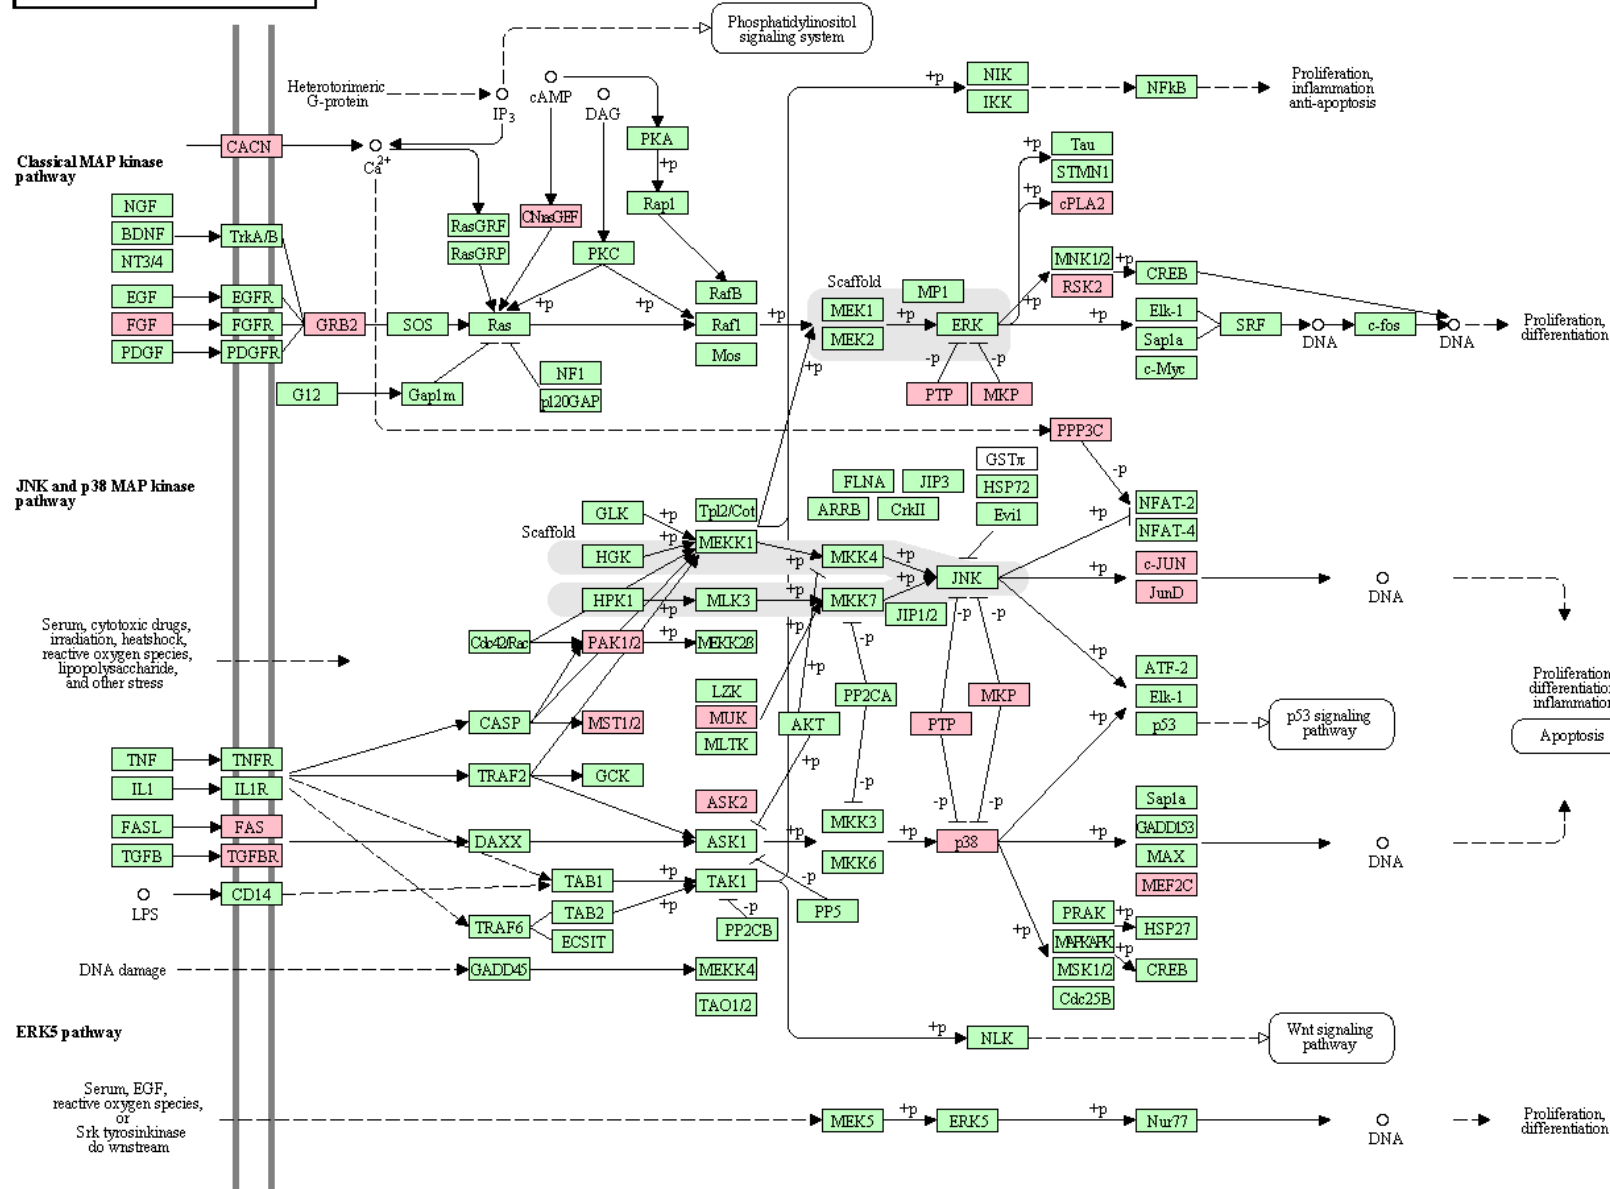 Phosphatidylinositol
signaling system
Heterotorimeric
G-protein
IP3
cAMP
DAG
+p
NIK
IKK
NFkB
Proliferation,
inflammation
anti-apoptosis
CACN
Ca2+
PKA
+p
Rap1
Classical MAP kinase
pathway
+p
Tau
STMN1
+p
cPLA2
NGF
BDNF
NT3/4
TrkA/B
RasGRF
RasGRP
CNrasGEF
PKC
EGF
EGFR
FGF
FGFR
PDGF
PDGFR
GRB2
SOS
Ras
+p
+p
RafB
Raf1
Mos
+p
Scaffold
MEK1
MEK2
MP1
+p
ERK
+p
+p
MNK1/2
RSK2
+p
CREB
Elk-1
Sap1a
c-Myc
SRF
DNA
c-fos
DNA
Proliferation,
differentiation
G12
Gap1m
NF1
p120GAP
+p
-p
-p
PTP
MKP
PPP3C
-p
JNK and p38 MAP kinase
pathway
GSTπ
HSP72
Evi1
FLNA
JIP3
ARRB
CrkII
NFAT-2
NFAT-4
Scaffold
GLK
+p
Tpl2/Cot
HGK
+p
MEKK1
+p
MKK4
+p
JNK
+p
c-JUN
JunD
+p
DNA
HPK1
+p
MLK3
MKK7
+p
JIP1/2
+p
Cdc42/Rac
PAK1/2
+p
MEKK2/3
-p
-p
-p
+p
Serum, cytotoxic drugs,
irradiation, heatshock,
reactive oxygen species,
lipopolysaccharide,
and other stress
+p
LZK
MUK
MLTK
AKT
PP2CA
PTP
MKP
ATF-2
Elk-1
p53
+p
p53 signaling
pathway
Proliferation
differentiation
inflammation
Apoptosis
CASP
MST1/2
TNF
TNFR
IL1
IL1R
TRAF2
GCK
+p
-p
-p
-p
ASK2
FASL
FAS
TGFB
TGFBR
DAXX
ASK1
+p
MKK3
MKK6
+p
p38
+p
Sap1a
GADD153
MAX
MEF2C
DNA
LPS
CD14
TAB1
+p
TAK1
-p
TRAF6
TAB2
ECSIT
+p
-p
PP2CB
PP5
+p
PRAK
MAPKAPK
MSK1/2
Cdc25B
+p
+p
HSP27
CREB
DNA damage
GADD45
MEKK4
TAO1/2
ERK5 pathway
+p
NLK
Wnt signaling
pathway
Serum, EGF,
reactive oxygen species,
or
Srk tyrosinkinase
do wnstream
MEK5
+p
ERK5
+p
Nur77
DNA
Proliferation,
differentiation